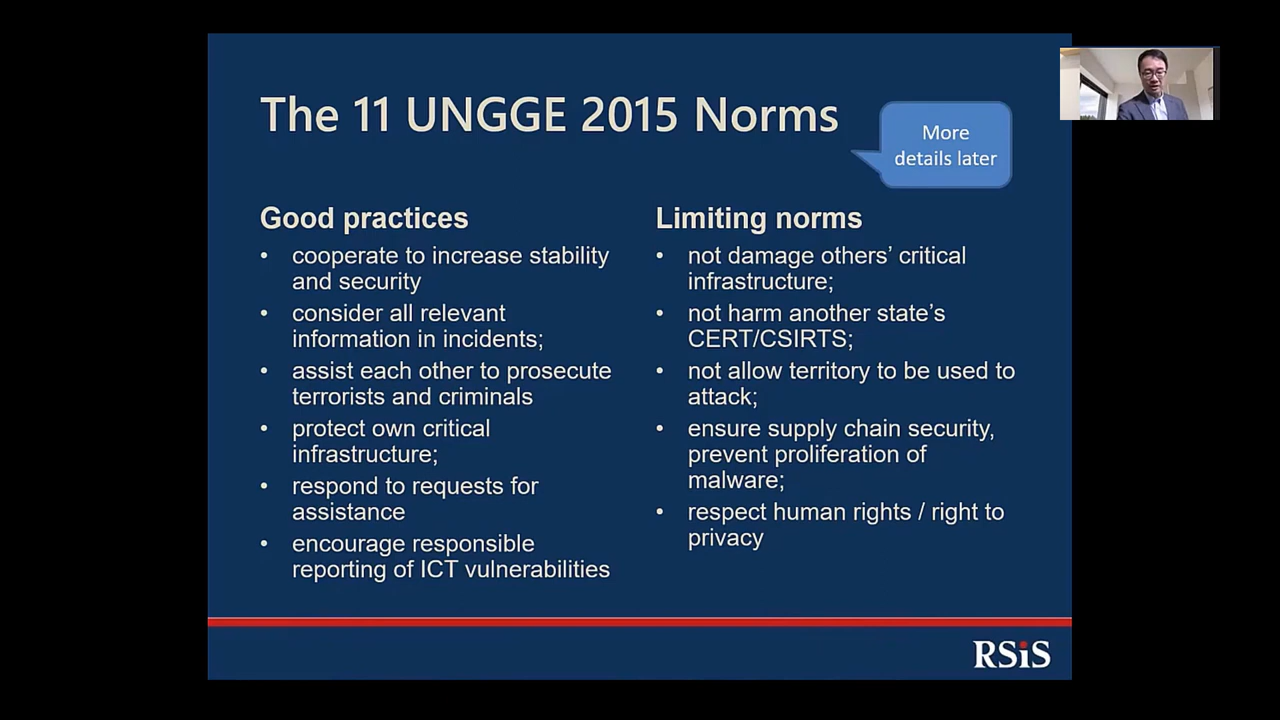 The 11 UNGGE 2015 Norms
More
details later
Good practices
• cooperate to increase stability
and security
• consider all relevant
information in incidents;
• assist each other to prosecute
terrorists and criminals
• protect own critical
infrastructure;
• respond to requests for
assistance
• encourage responsible
reporting of ICT vulnerabilities
Limiting norms
• not damage others’ critical
infrastructure;
• not harm another state’s
CERT/CSIRTS;
• not allow territory to be used to
attack;
• ensure supply chain security,
prevent proliferation of
malware;
• respect human rights / right to
privacy
RSiS